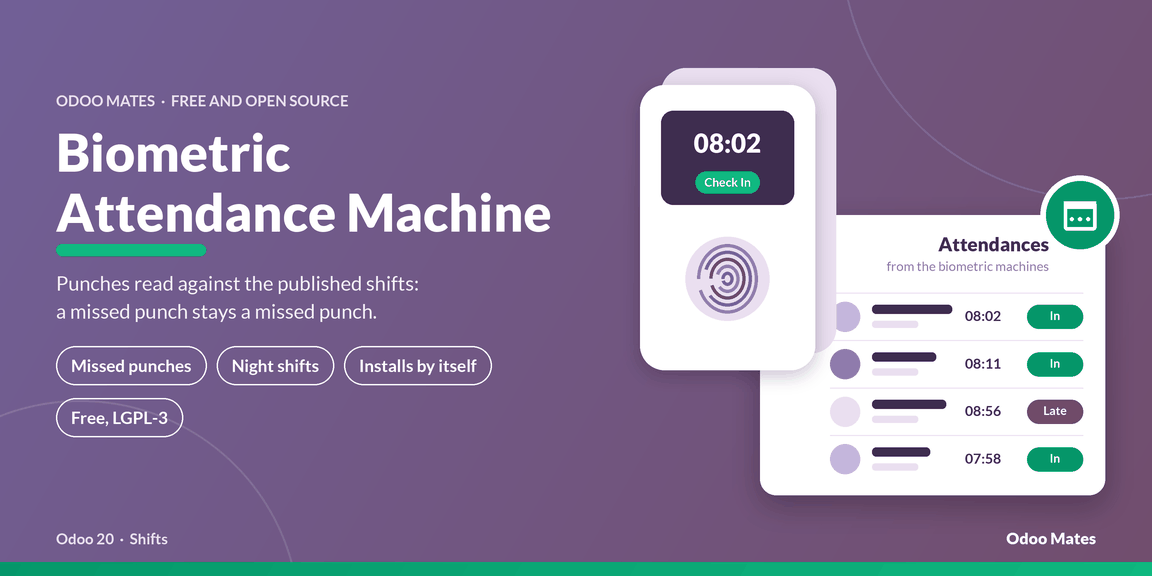 ODOO MATES · FREE AND OPEN SOURCE
Biometric
Attendance Machine
Punches read against the published shifts:
a missed punch stays a missed punch.
Missed punches
Night shifts
Installs by itself
Free, LGPL-3
Odoo 20 · Shifts
08:02
Check In
Attendances
from the biometric machines
08:02 In
08:11 In
08:56 Late
07:58 In
Odoo Mates